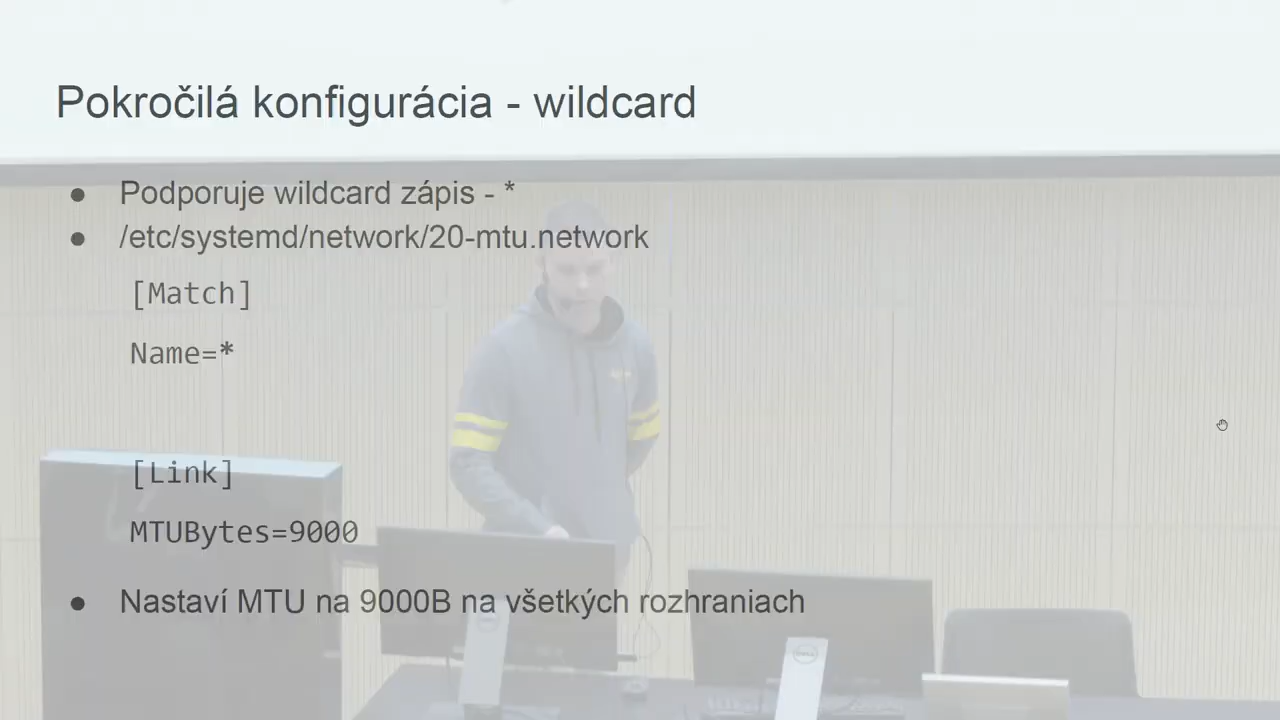 Pokročilá konfigurácia - wildcard
● Podporuje wildcard zápis - *
● /etc/systemd/network/20-mtu.network
[Match]
Name=*
[Link]
MTUBytes=9000
● Nastaví MTU na 9000B na všetkých rozhraniach
DELL